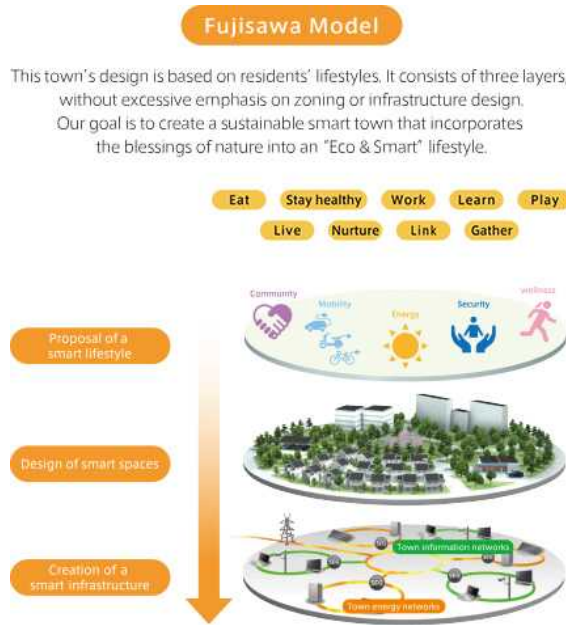 Fujisawa Model
This town's design is based on residents' lifestyles. It consists of three layers,
without excessive emphasis on zoning or infrastructure design.
Our goal is to create a sustainable smart town that incorporates
the blessings of nature into an "Eco & Smart" lifestyle.
Eat Stay healthy Work Learn Play
Live Nurture Link Gather
Community Mobility Energy Security wellness
Proposal of a
smart lifestyle
Design of smart spaces
Town information networks
Creation of a
smart infrastructure
Town energy networks